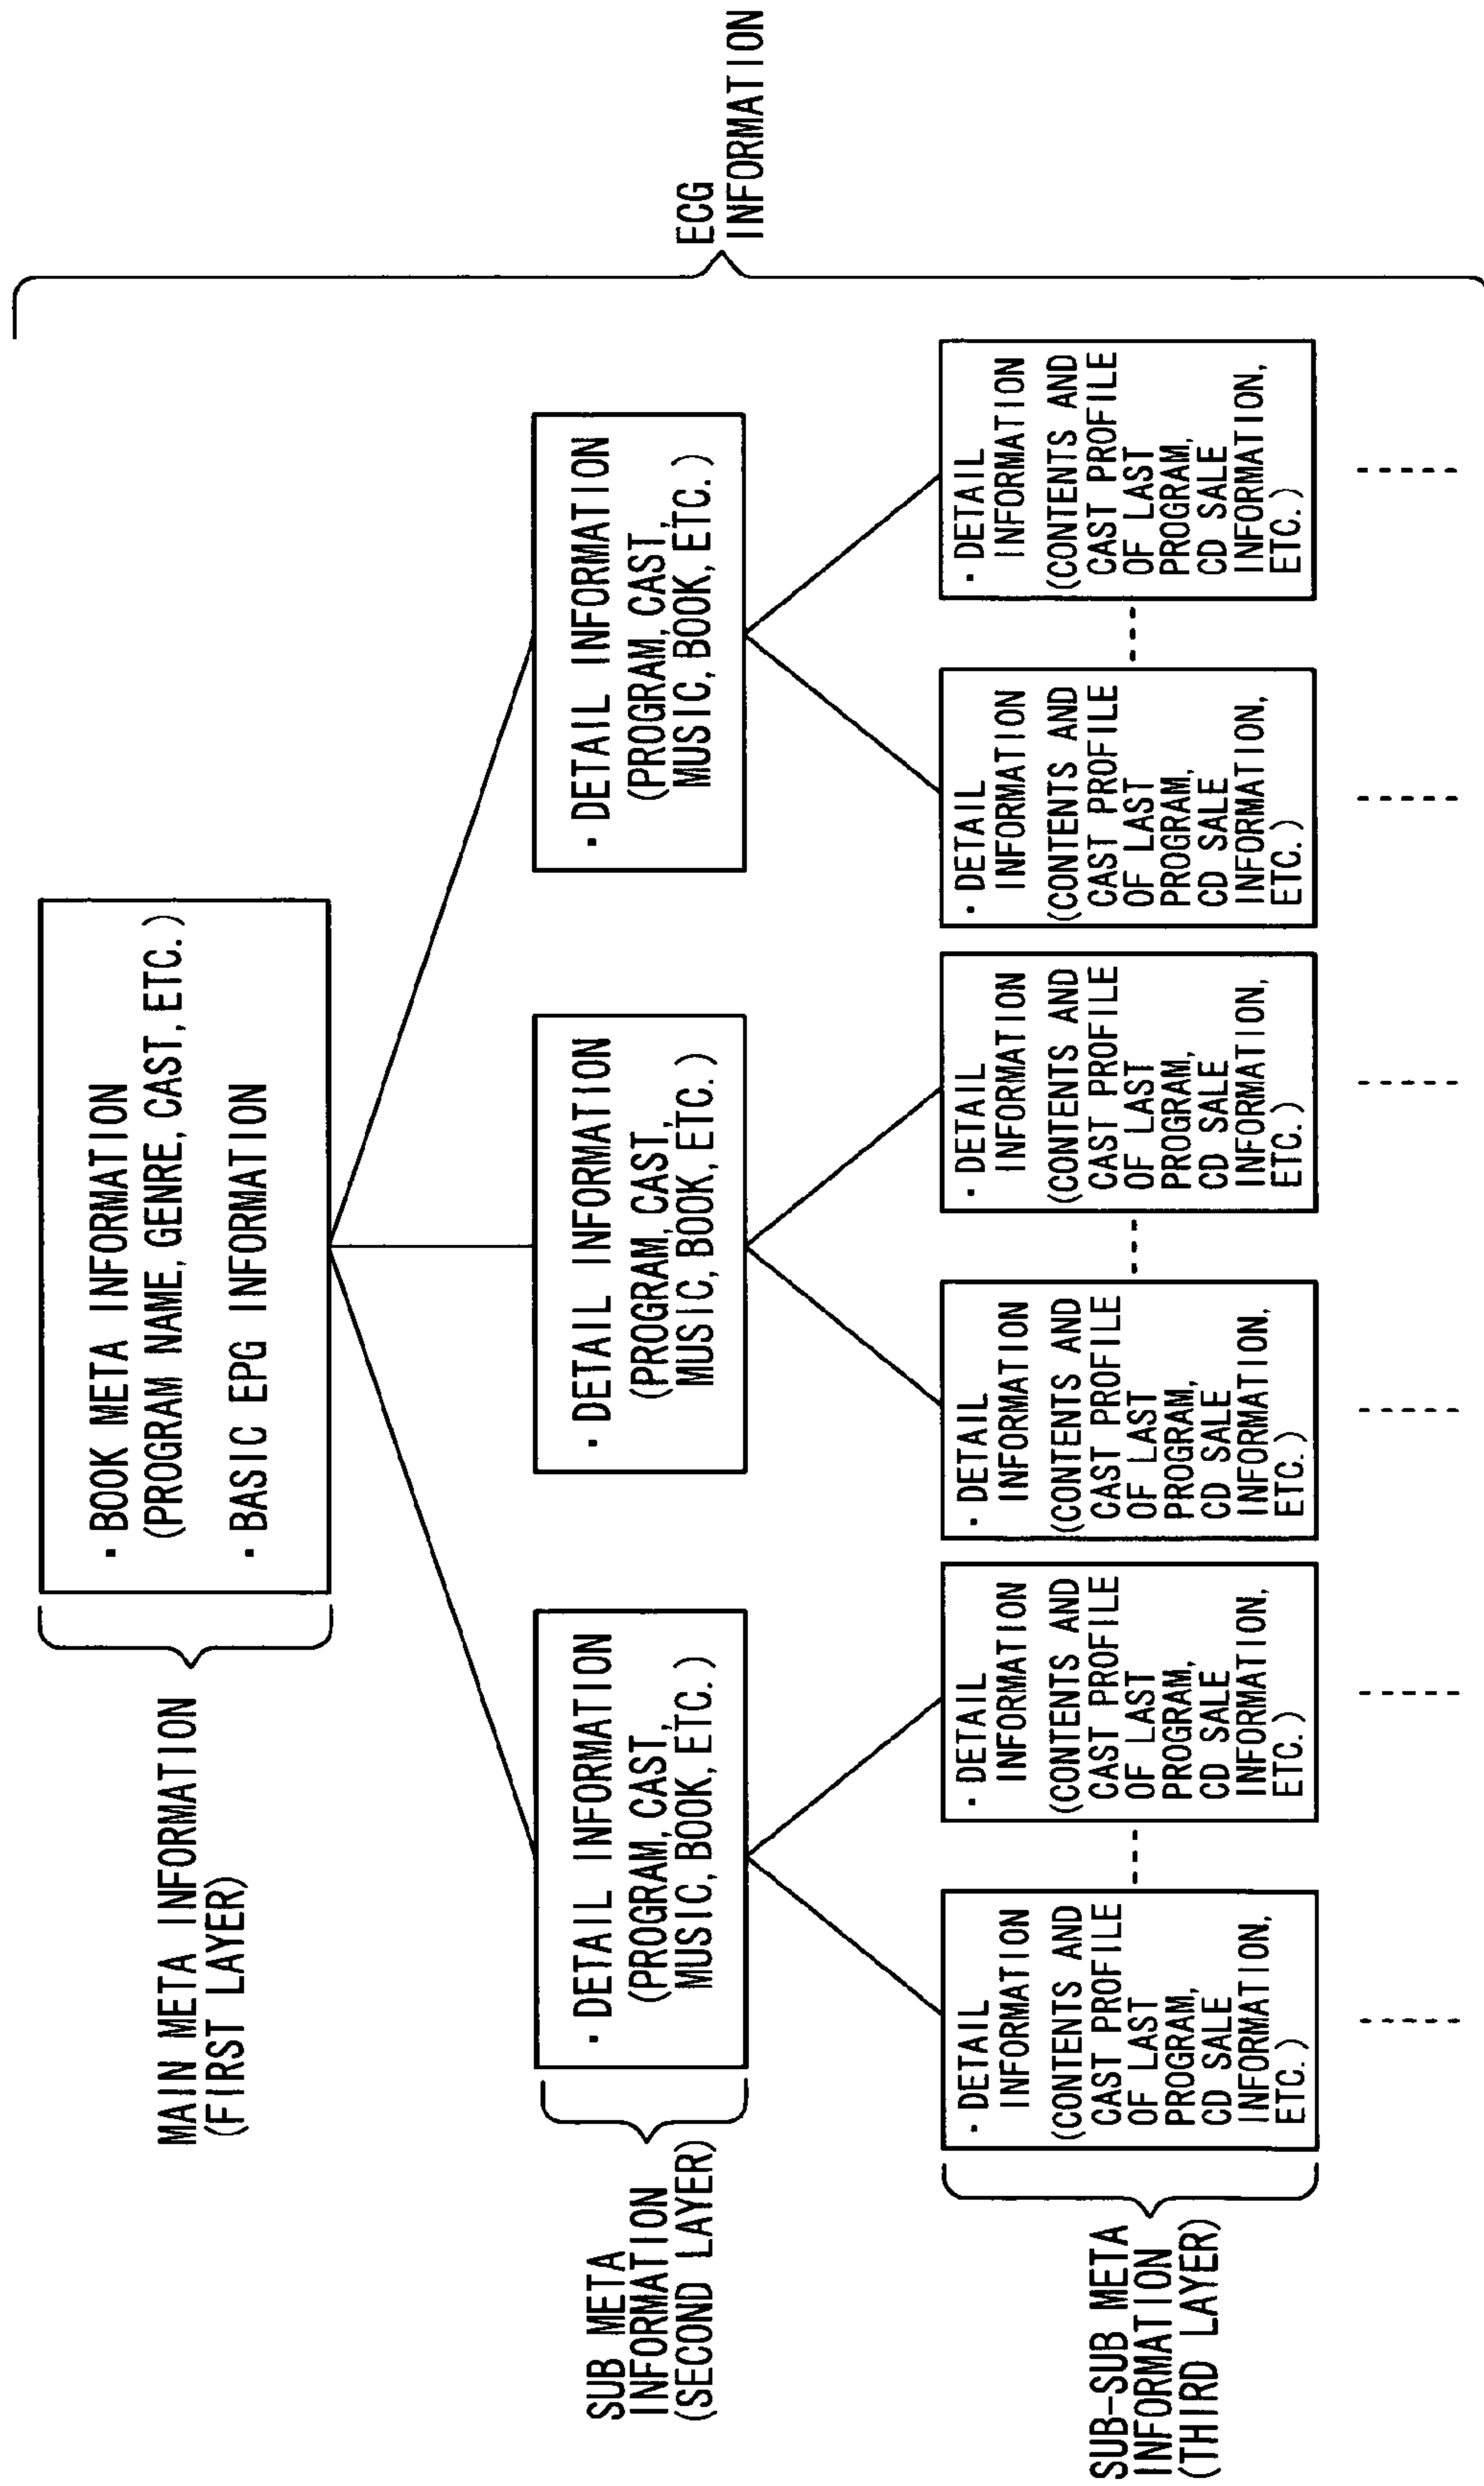 MAIN META INFORMATION
(FIRST LAYER)
· BOOK META INFORMATION
(PROGRAM NAME, GENRE, CAST, ETC.)
· BASIC EPG INFORMATION
SUB META
INFORMATION
(SECOND LAYER)
· DETAIL INFORMATION
(PROGRAM, CAST,
MUSIC, BOOK, ETC.)
· DETAIL INFORMATION
(PROGRAM, CAST,
MUSIC, BOOK, ETC.)
· DETAIL INFORMATION
(PROGRAM, CAST,
MUSIC, BOOK, ETC.)
SUB-SUB META
INFORMATION
(THIRD LAYER)
· DETAIL
INFORMATION
(CONTENTS AND
CAST PROFILE
OF LAST
PROGRAM,
CD SALE
INFORMATION,
ETC.)
· DETAIL
INFORMATION
(CONTENTS AND
CAST PROFILE
OF LAST
PROGRAM,
CD SALE
INFORMATION,
ETC.)
· DETAIL
INFORMATION
(CONTENTS AND
CAST PROFILE
OF LAST
PROGRAM,
CD SALE
INFORMATION,
ETC.)
· DETAIL
INFORMATION
(CONTENTS AND
CAST PROFILE
OF LAST
PROGRAM,
CD SALE
INFORMATION,
ETC.)
· DETAIL
INFORMATION
(CONTENTS AND
CAST PROFILE
OF LAST
PROGRAM,
CD SALE
INFORMATION,
ETC.)
· DETAIL
INFORMATION
(CONTENTS AND
CAST PROFILE
OF LAST
PROGRAM,
CD SALE
INFORMATION,
ETC.)
ECG
INFORMATION